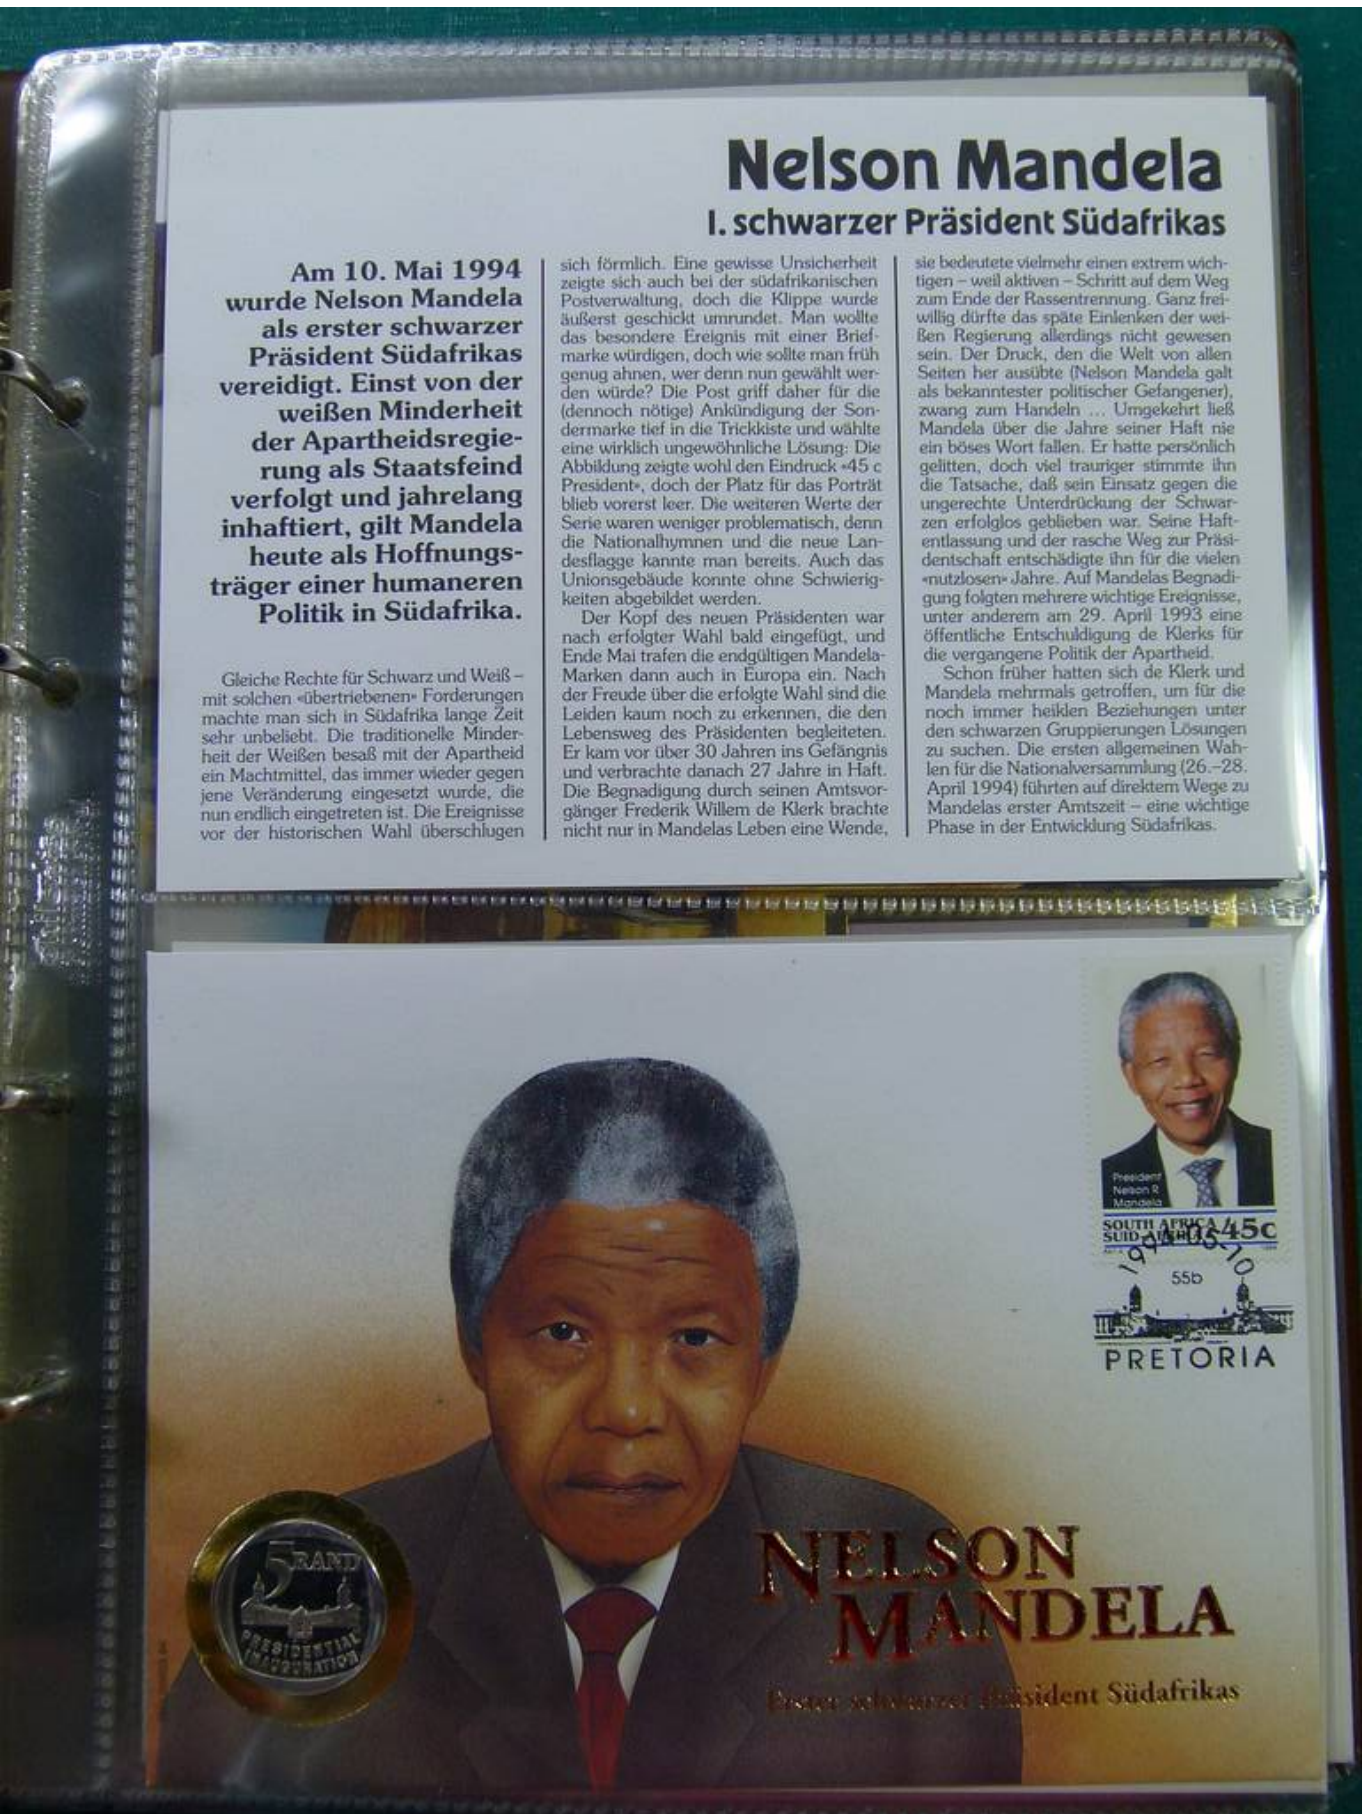 Nelson Mandela
I. schwarzer Präsident Südafrikas
Am 10. Mai 1994
wurde Nelson Mandela
als erster schwarzer
Präsident Südafrikas
vereidigt. Einst von der
weißen Minderheit
der Apartheidsregie-
rung als Staatsfeind
verfolgt und jahrelang
inhaftiert, gilt Mandela
heute als Hoffnungs-
träger einer humaneren
Politik in Südafrika.
Gleiche Rechte für Schwarz und Weiß –
mit solchen «übertriebenen» Forderungen
machte man sich in Südafrika lange Zeit
sehr unbeliebt. Die traditionelle Minder-
heit der Weißen besaß mit der Apartheid
ein Machtmittel, das immer wieder gegen
jene Veränderung eingesetzt wurde, die
nun endlich eingetreten ist. Die Ereignisse
vor der historischen Wahl überschlugen
sich förmlich. Eine gewisse Unsicherheit
zeigte sich auch bei der südafrikanischen
Postverwaltung, doch die Klippe wurde
äußerst geschickt umrundet. Man wollte
das besondere Ereignis mit einer Brief-
marke würdigen, doch wie sollte man früh
genug ahnen, wer denn nun gewählt wer-
den würde? Die Post griff daher für die
(dennoch nötige) Ankündigung der Son-
dermarke tief in die Trickkiste und wählte
eine wirklich ungewöhnliche Lösung: Die
Abbildung zeigte wohl den Eindruck «45 c
President», doch der Platz für das Porträt
blieb vorerst leer. Die weiteren Werte der
Serie waren weniger problematisch, denn
die Nationalhymnen und die neue Lan-
desflagge kannte man bereits. Auch das
Unionsgebäude konnte ohne Schwierig-
keiten abgebildet werden.
Der Kopf des neuen Präsidenten war
nach erfolgter Wahl bald eingefügt, und
Ende Mai trafen die endgültigen Mandela-
Marken dann auch in Europa ein. Nach
der Freude über die erfolgte Wahl sind die
Leiden kaum noch zu erkennen, die den
Lebensweg des Präsidenten begleiteten.
Er kam vor über 30 Jahren ins Gefängnis
und verbrachte danach 27 Jahre in Haft.
Die Begnadigung durch seinen Amtsvor-
gänger Frederik Willem de Klerk brachte
nicht nur in Mandelas Leben eine Wende,
sie bedeutete vielmehr einen extrem wich-
tigen – weil aktiven – Schritt auf dem Weg
zum Ende der Rassentrennung. Ganz frei-
willig dürfte das späte Einlenken der wei-
ßen Regierung allerdings nicht gewesen
sein. Der Druck, den die Welt von allen
Seiten her ausübte (Nelson Mandela galt
als bekanntester politischer Gefangener),
zwang zum Handeln ... Umgekehrt ließ
Mandela über die Jahre seiner Haft nie
ein böses Wort fallen. Er hatte persönlich
gelitten, doch viel trauriger stimmte ihn
die Tatsache, daß sein Einsatz gegen die
ungerechte Unterdrückung der Schwar-
zen erfolglos geblieben war. Seine Haft-
entlassung und der rasche Weg zur Präsi-
dentschaft entschädigte ihn für die vielen
«nutzlosen» Jahre. Auf Mandelas Begnadi-
gung folgten mehrere wichtige Ereignisse,
unter anderem am 29. April 1993 eine
öffentliche Entschuldigung de Klerks für
die vergangene Politik der Apartheid.
Schon früher hatten sich de Klerk und
Mandela mehrmals getroffen, um für die
noch immer heiklen Beziehungen unter
den schwarzen Gruppierungen Lösungen
zu suchen. Die ersten allgemeinen Wah-
len für die Nationalversammlung (26.–28.
April 1994) führten auf direktem Wege zu
Mandelas erster Amtszeit – eine wichtige
Phase in der Entwicklung Südafrikas.
President
Nelson R
Mandela
SOUTH AFRICA 45c
SUID-AFRIKA
1994-05-10
55b
PRETORIA
5 RAND
PRESIDENTIAL
INAUGURATION
NELSON
MANDELA
Erster schwarzer Präsident Südafrikas